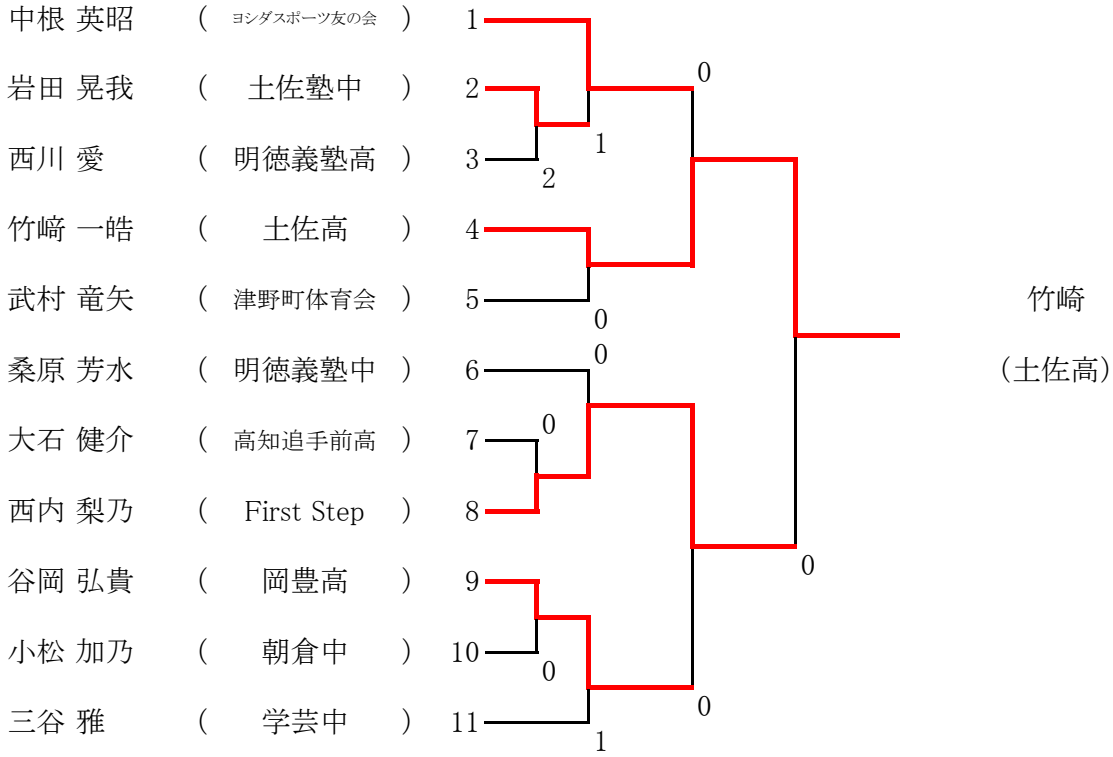 中根 英昭 ( ヨシダスポーツ友の会 ) 1
0
岩田 晃我 ( 土佐塾中 ) 2
1
西川 愛 ( 明徳義塾高 ) 3
2
竹﨑 一皓 ( 土佐高 ) 4
武村 竜矢 ( 津野町体育会 ) 5
竹崎
0
0
桑原 芳水 ( 明徳義塾中 ) 6
(土佐高)
0
大石 健介 ( 高知追手前高 ) 7
西内 梨乃 ( First Step ) 8
0
谷岡 弘貴 ( 岡豊高 ) 9
小松 加乃 ( 朝倉中 ) 10
0
0
三谷 雅 ( 学芸中 ) 11
1